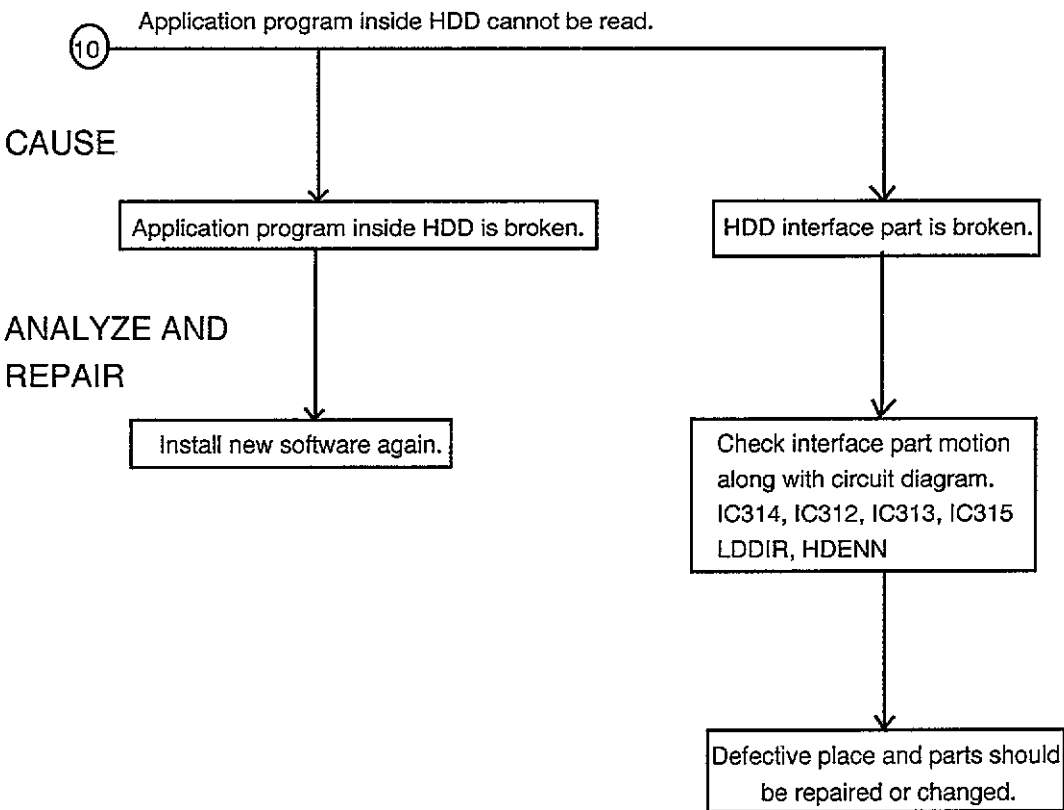 Application program inside HDD cannot be read.
10
CAUSE
Application program inside HDD is broken.
HDD interface part is broken.
ANALYZE AND
REPAIR
Install new software again.
Check interface part motion
along with circuit diagram.
IC314, IC312, IC313, IC315
LDDIR, HDENN
Defective place and parts should
be repaired or changed.